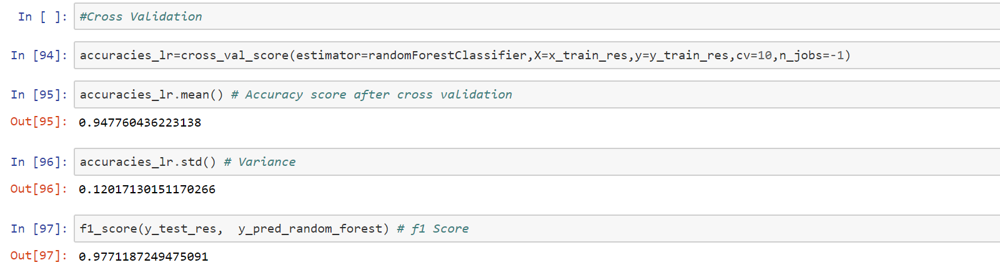 In [ ]: #Cross Validation
In [94]: accuracies_lr=cross_val_score(estimator=randomForestClassifier,X=x_train_res,y=y_train_res,cv=10,n_jobs=-1)
In [95]: accuracies_lr.mean() # Accuracy score after cross validation
Out[95]: 0.947760436223138
In [96]: accuracies_lr.std() # Variance
Out[96]: 0.12017130151170266
In [97]: f1_score(y_test_res,  y_pred_random_forest) # f1 Score
Out[97]: 0.9771187249475091